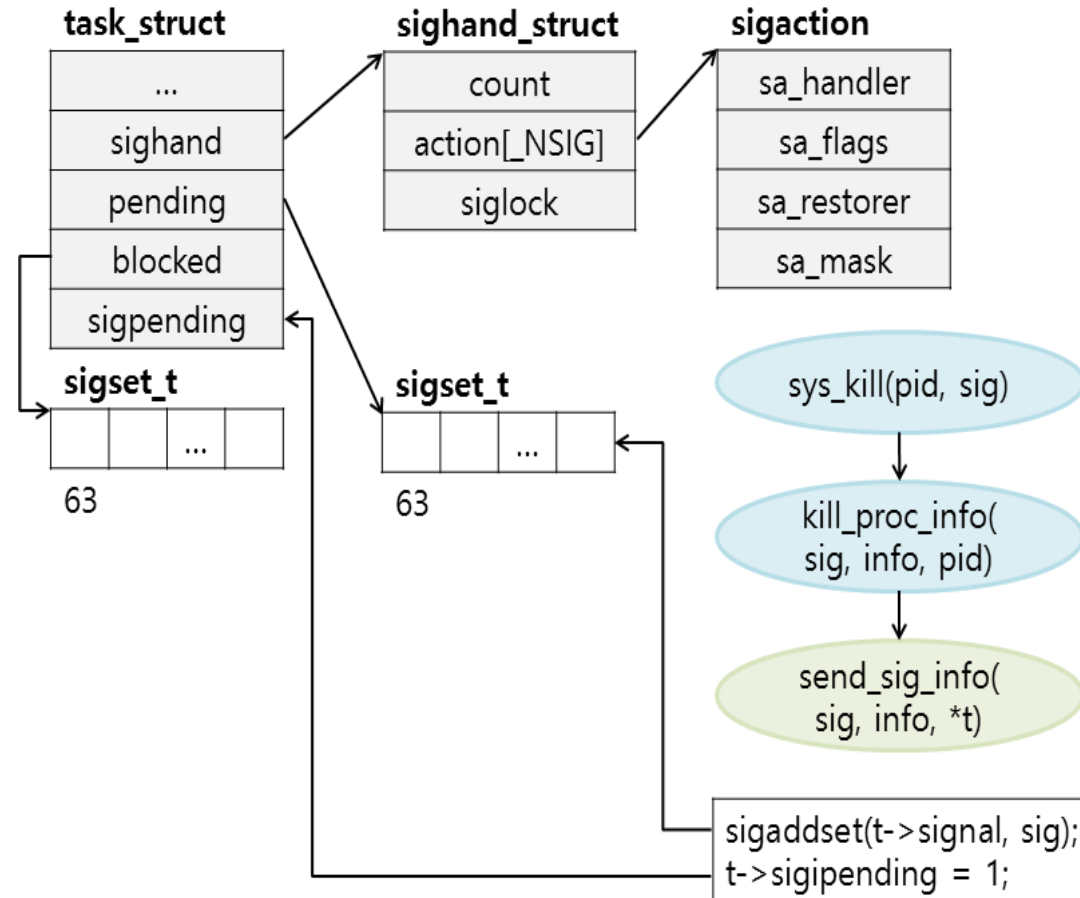 task_struct
...
sighand
pending
blocked
sigpending
sighand_struct
count
action[_NSIG]
siglock
sigaction
sa_handler
sa_flags
sa_restorer
sa_mask
sigset_t
...
63
sigset_t
...
63
sys_kill(pid, sig)
kill_proc_info(
sig, info, pid)
send_sig_info(
sig, info, *t)
sigaddset(t->signal, sig);
t->sigipending = 1;